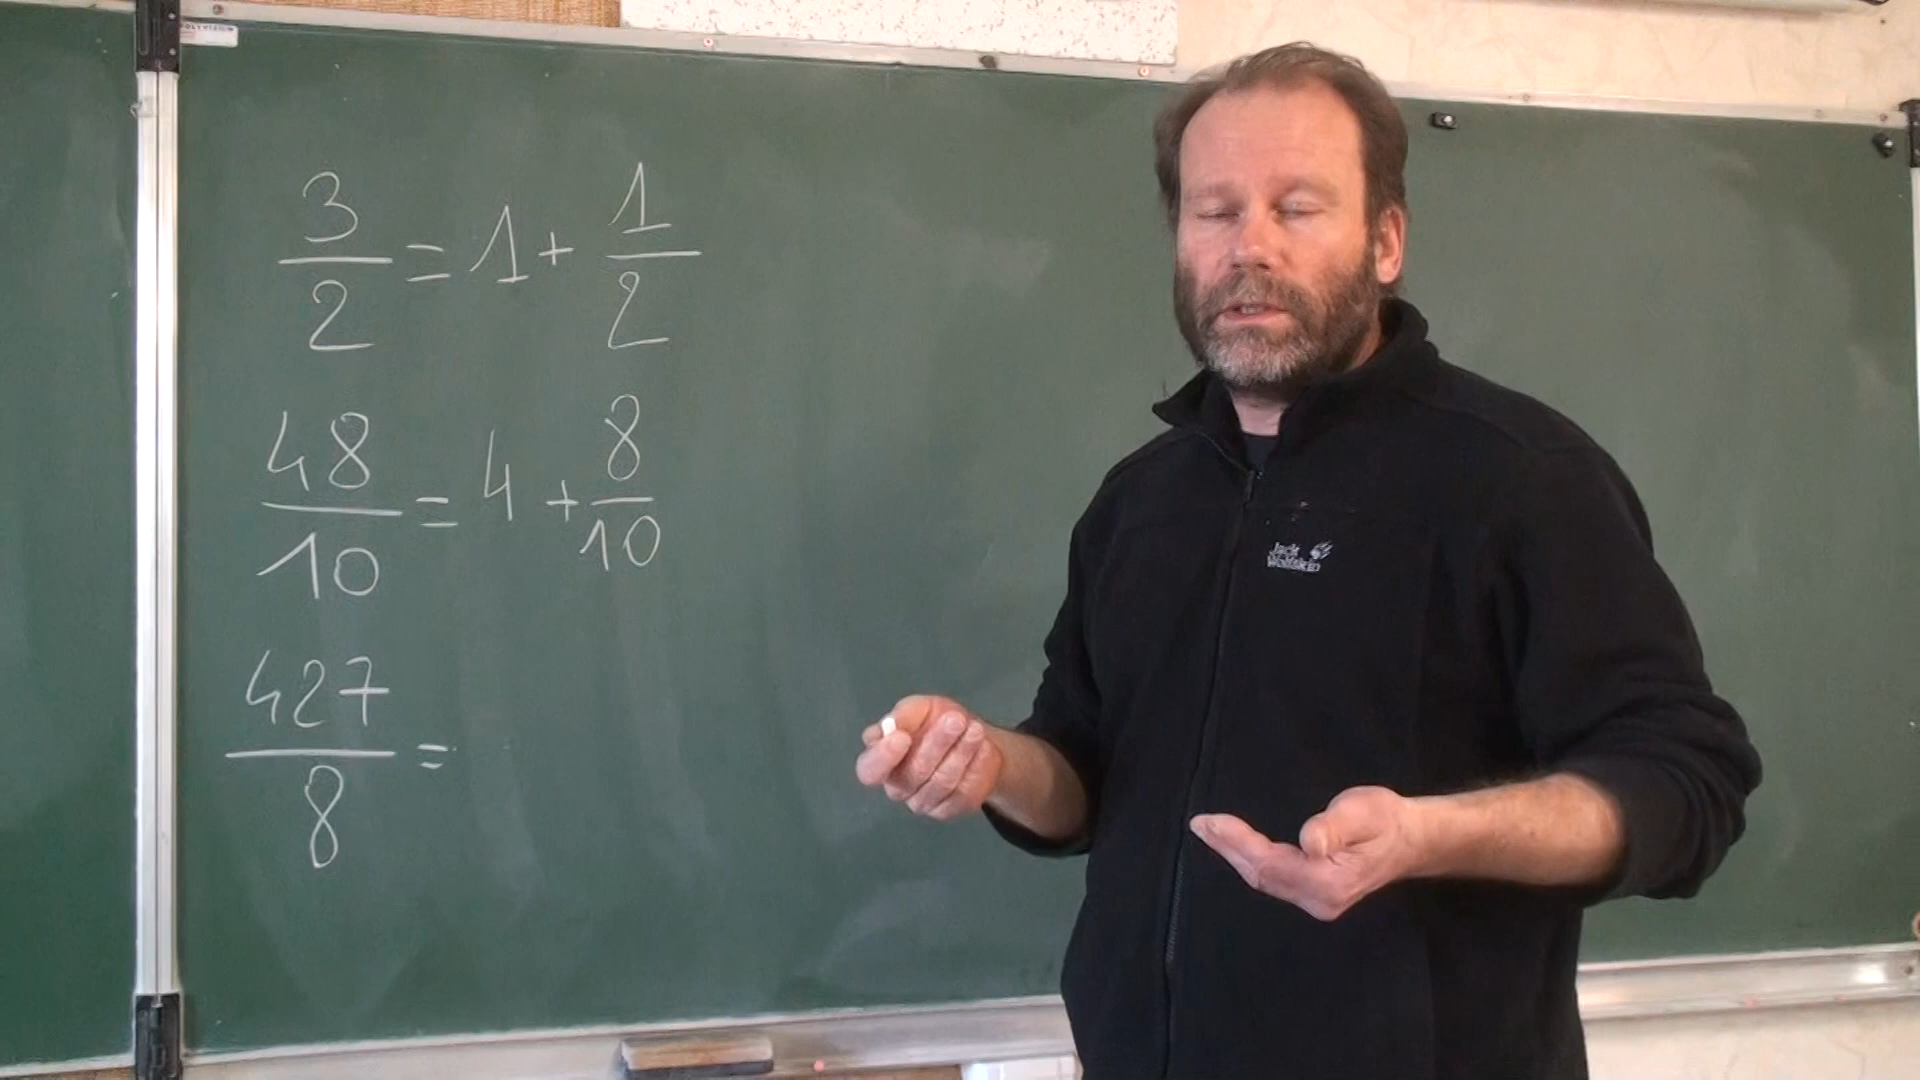 3/2 = 1 + 1/2
48/10 = 4 + 8/10
427/8 =
Jack
Wolfskin